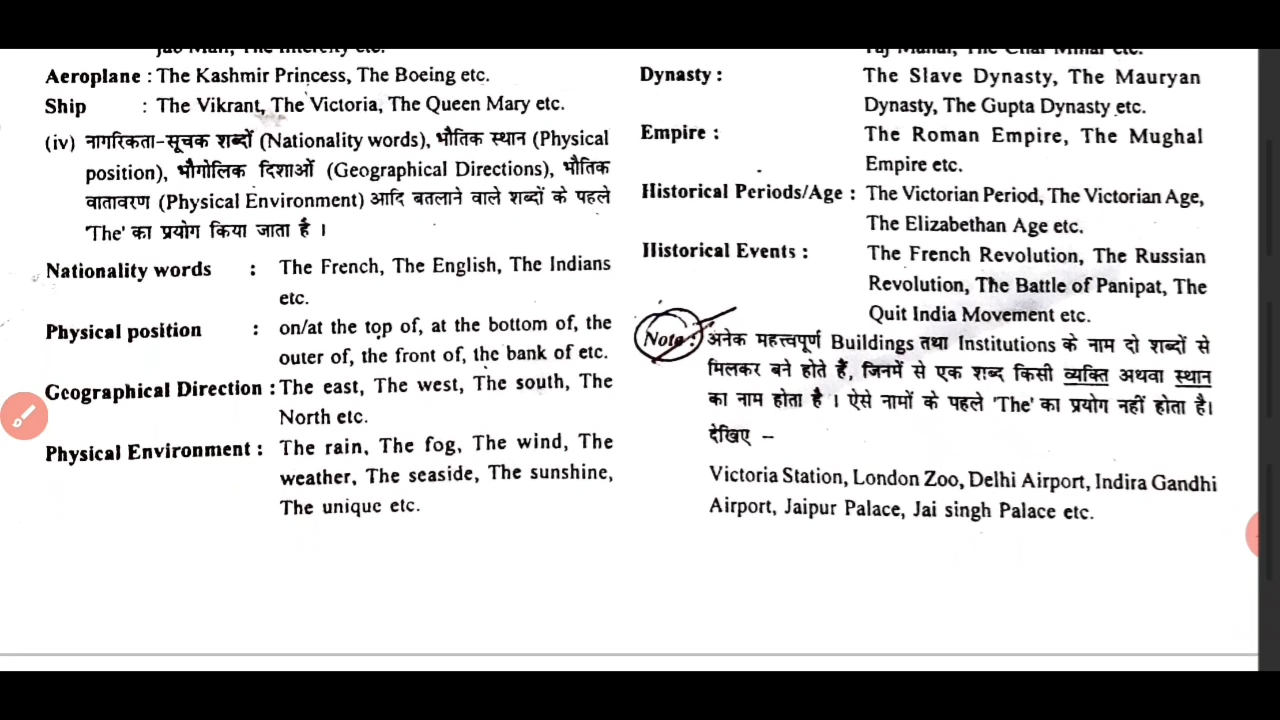 Aeroplane : The Kashmir Princess, The Boeing etc.
Ship : The Vikrant, The Victoria, The Queen Mary etc.
(iv) नागरिकता-सूचक शब्दों (Nationality words), भौतिक स्थान (Physical
position), भौगोलिक दिशाओं (Geographical Directions), भौतिक
वातावरण (Physical Environment) आदि बतलाने वाले शब्दों के पहले
'The' का प्रयोग किया जाता है ।
Nationality words : The French, The English, The Indians
etc.
Physical position : on/at the top of, at the bottom of, the
outer of, the front of, the bank of etc.
Geographical Direction : The east, The west, The south, The
North etc.
Physical Environment : The rain, The fog, The wind, The
weather, The seaside, The sunshine,
The unique etc.
Taj Mahal, The Char Minar etc.
Dynasty : The Slave Dynasty, The Mauryan
Dynasty, The Gupta Dynasty etc.
Empire : The Roman Empire, The Mughal
Empire etc.
Historical Periods/Age : The Victorian Period, The Victorian Age,
The Elizabethan Age etc.
Historical Events : The French Revolution, The Russian
Revolution, The Battle of Panipat, The
Quit India Movement etc.
Note : अनेक महत्त्वपूर्ण Buildings तथा Institutions के नाम दो शब्दों से
मिलकर बने होते हैं, जिनमें से एक शब्द किसी व्यक्ति अथवा स्थान
का नाम होता है । ऐसे नामों के पहले 'The' का प्रयोग नहीं होता है।
देखिए –
Victoria Station, London Zoo, Delhi Airport, Indira Gandhi
Airport, Jaipur Palace, Jai singh Palace etc.